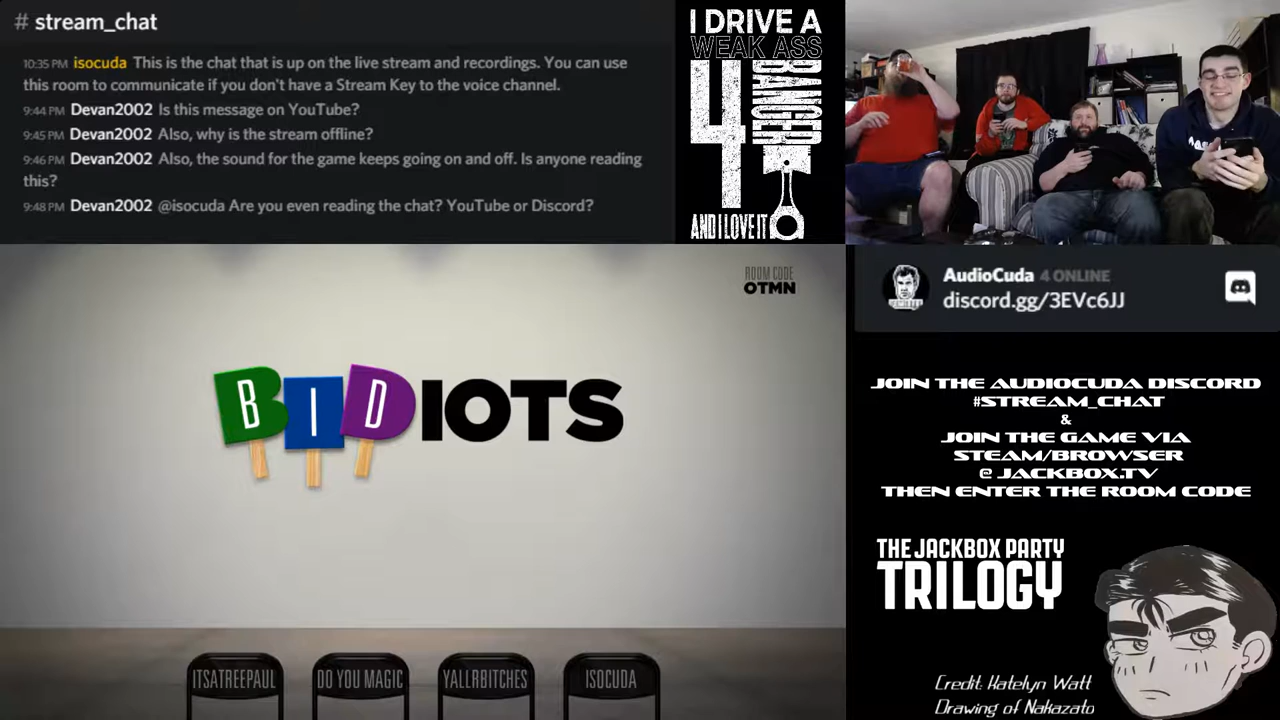 # stream_chat
10:35 PM isocuda This is the chat that is up on the live stream and recordings. You can use
this room to communicate if you don't have a Steam Key to the voice channel.
9:44 PM Devan2002 Is this message on YouTube?
9:45 PM Devan2002 Also, why is the stream offline?
9:46 PM Devan2002 Also, the sound for the game keeps going on and off. Is anyone reading
this?
9:48 PM Devan2002 @isocuda Are you even reading the chat? YouTube or Discord?
I DRIVE A
WEAK ASS
4
BANGER
AND I LOVE IT
ROOM CODE
OTMN
BIDIOTS
ITSATREEPAUL
DO YOU MAGIC
YALLRBITCHES
ISOCUDA
AudioCuda 4 ONLINE
discord.gg/3EVc6JJ
JOIN THE AUDIOCUDA DISCORD
#STREAM_CHAT
&
JOIN THE GAME VIA
STEAM/BROWSER
@ JACKBOX.TV
THEN ENTER THE ROOM CODE
THE JACKBOX PARTY
TRILOGY
Credit: Katelyn Watt
Drawing of Nakazato